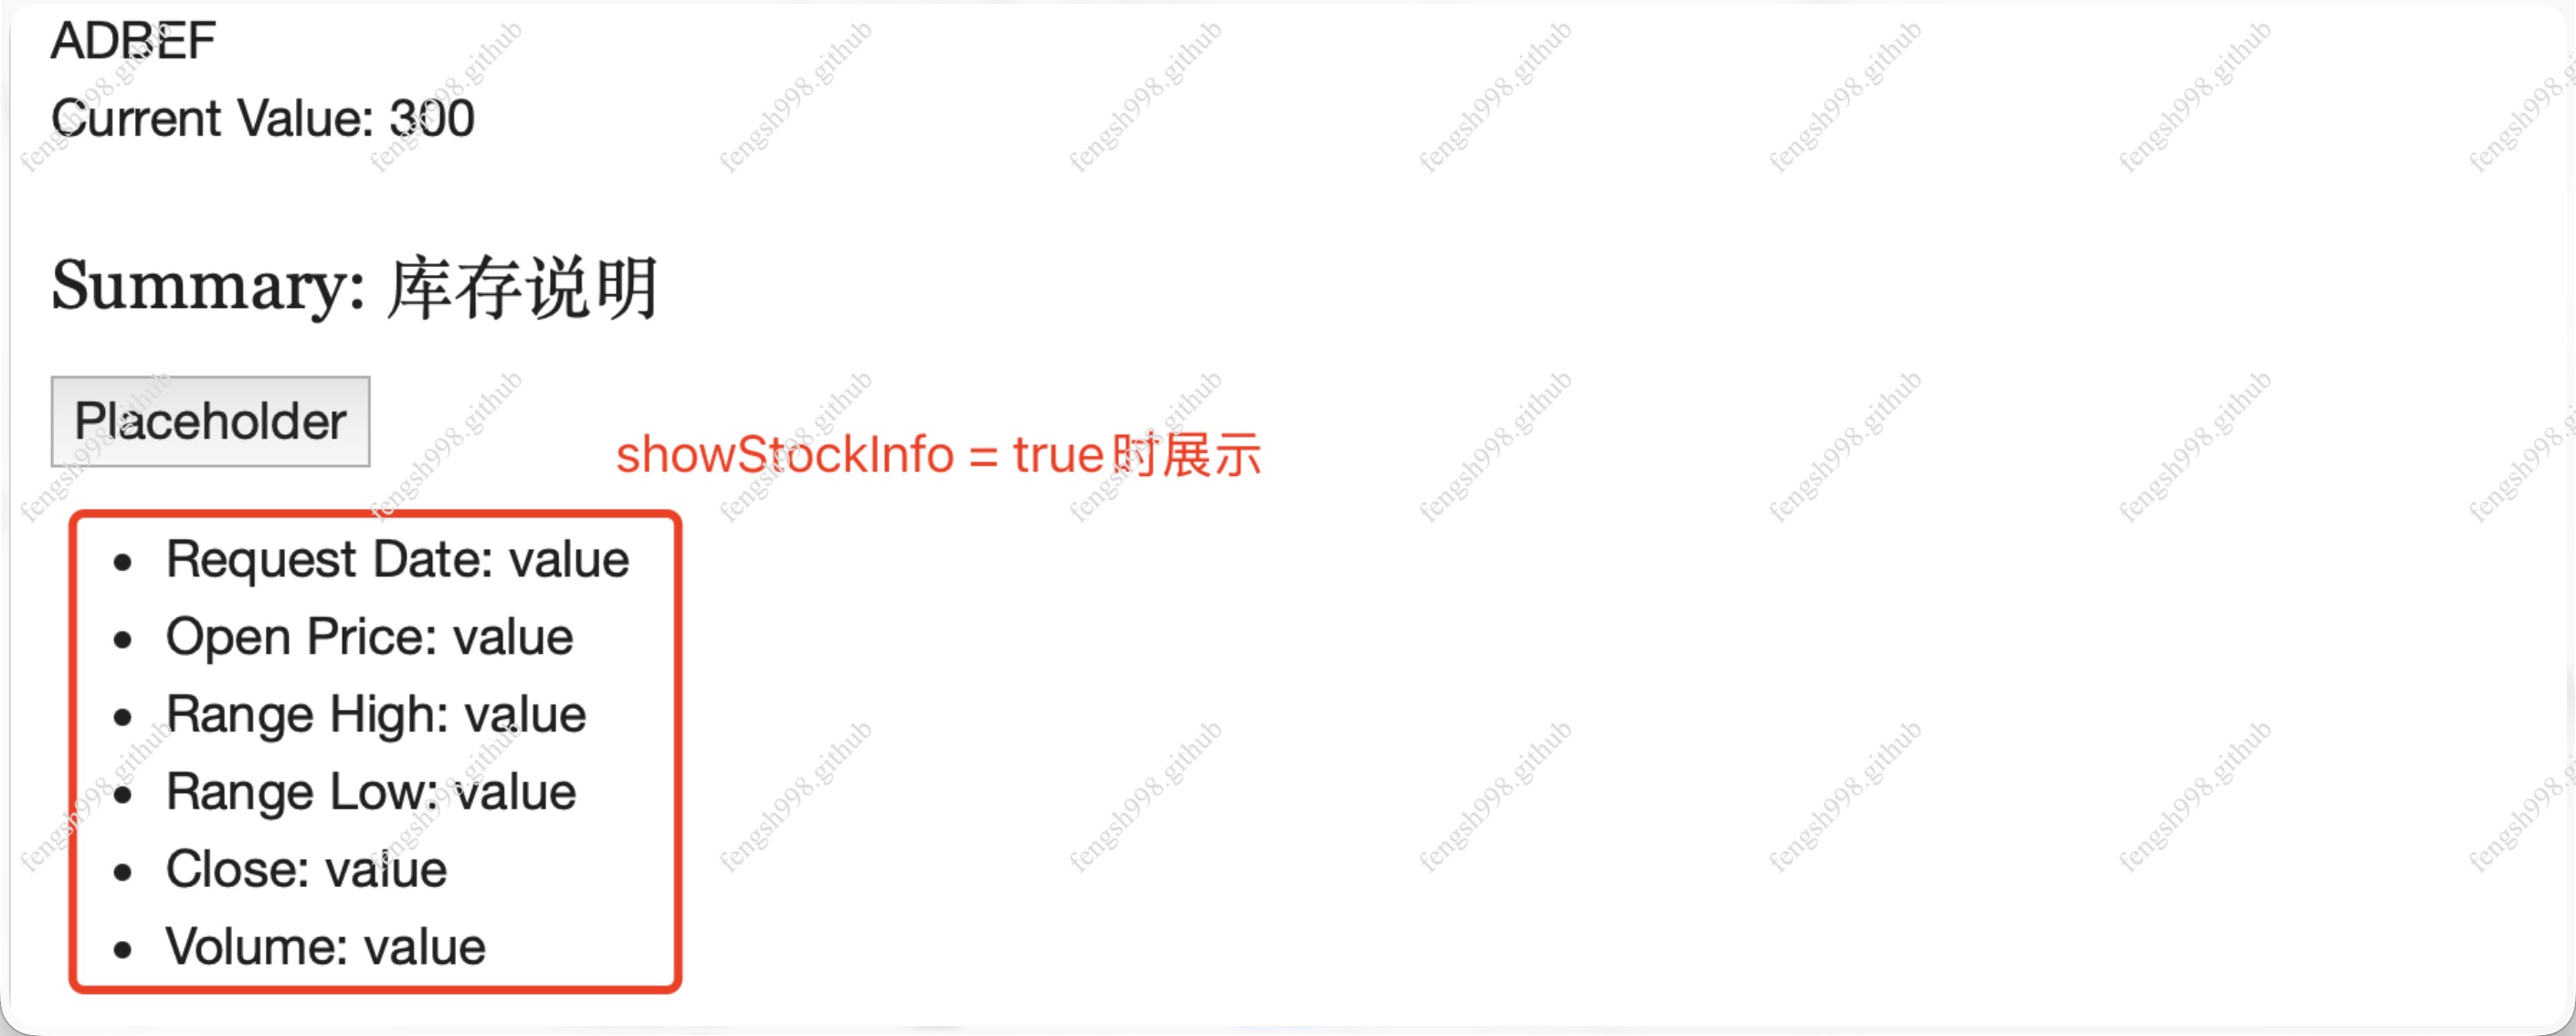 ADBEF
Current Value: 300
Summary: 库存说明
Placeholder
showStockInfo = true时展示
Request Date: value
Open Price: value
Range High: value
Range Low: value
Close: value
Volume: value
fengsh998.github